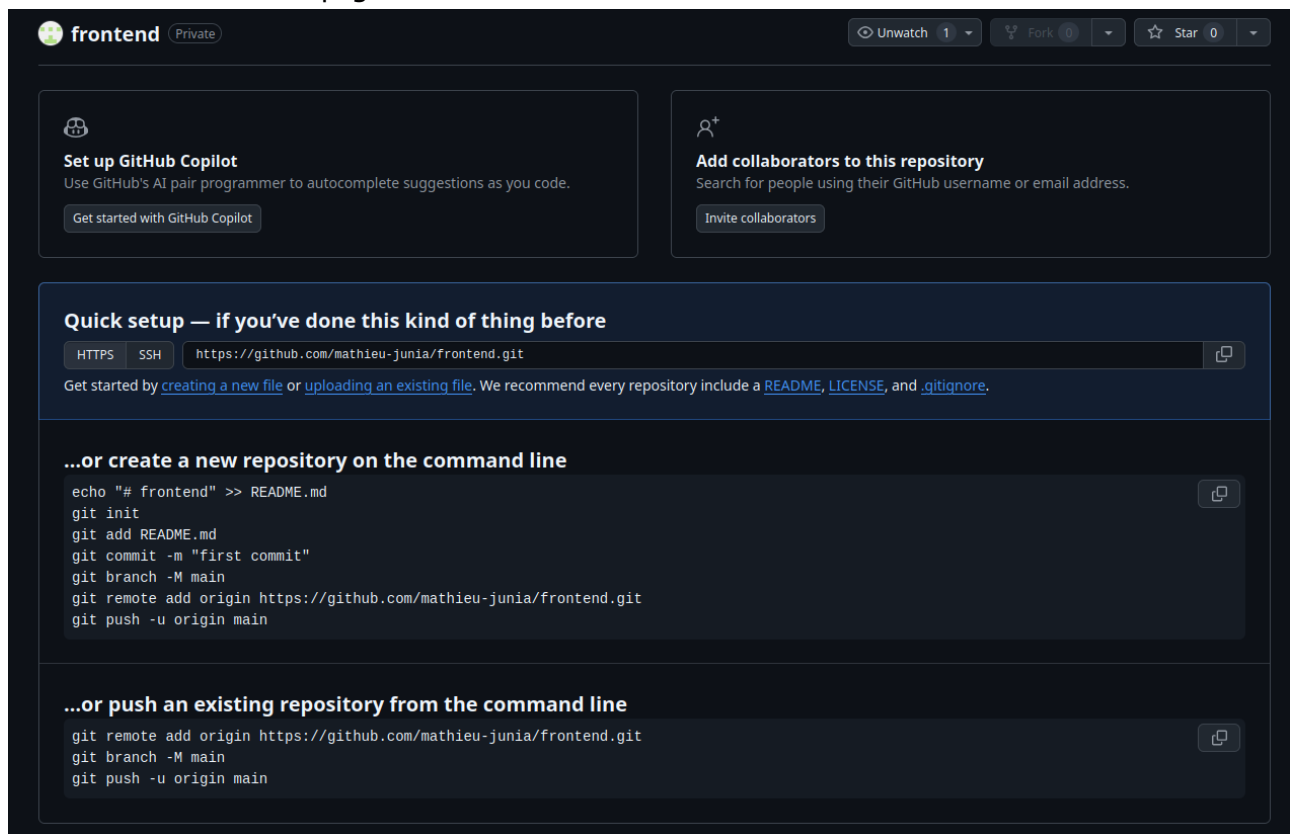 frontend Private
Unwatch 1
Fork 0
Star 0
Set up GitHub Copilot
Use GitHub's AI pair programmer to autocomplete suggestions as you code.
Get started with GitHub Copilot
Add collaborators to this repository
Search for people using their GitHub username or email address.
Invite collaborators
Quick setup — if you’ve done this kind of thing before
HTTPS SSH https://github.com/mathieu-junia/frontend.git
Get started by creating a new file or uploading an existing file. We recommend every repository include a README, LICENSE, and .gitignore.
…or create a new repository on the command line
echo "# frontend" >> README.md
git init
git add README.md
git commit -m "first commit"
git branch -M main
git remote add origin https://github.com/mathieu-junia/frontend.git
git push -u origin main
…or push an existing repository from the command line
git remote add origin https://github.com/mathieu-junia/frontend.git
git branch -M main
git push -u origin main